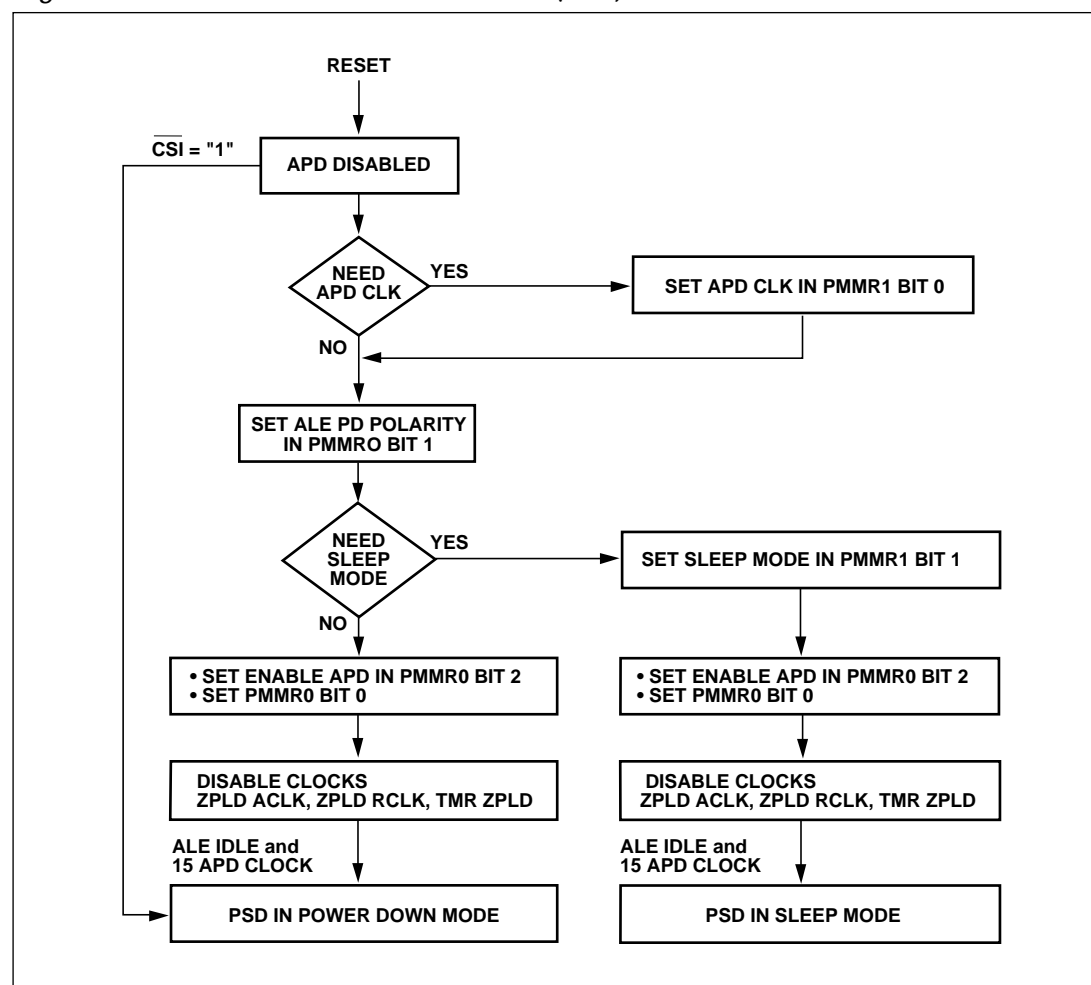 RESET
CSI = "1"
APD DISABLED
NEED
APD CLK
YES
SET APD CLK IN PMMR1 BIT 0
NO
SET ALE PD POLARITY
IN PMMRO BIT 1
NEED
SLEEP
MODE
YES
SET SLEEP MODE IN PMMR1 BIT 1
NO
• SET ENABLE APD IN PMMR0 BIT 2
• SET PMMR0 BIT 0
• SET ENABLE APD IN PMMR0 BIT 2
• SET PMMR0 BIT 0
DISABLE CLOCKS
ZPLD ACLK, ZPLD RCLK, TMR ZPLD
DISABLE CLOCKS
ZPLD ACLK, ZPLD RCLK, TMR ZPLD
ALE IDLE and
15 APD CLOCK
ALE IDLE and
15 APD CLOCK
PSD IN POWER DOWN MODE
PSD IN SLEEP MODE